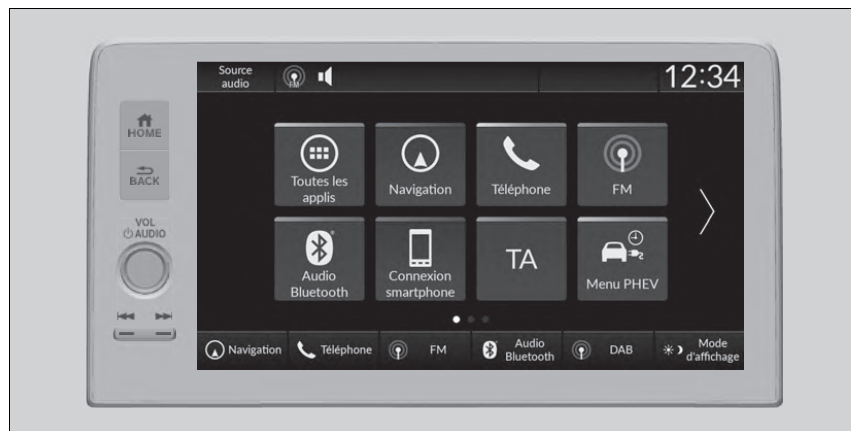 Source
audio
FM
12:34
HOME
BACK
VOL
AUDIO
Toutes les
applis
Navigation
Téléphone
FM
Audio
Bluetooth
Connexion
smartphone
TA
Menu PHEV
Navigation
Téléphone
FM
Audio
Bluetooth
DAB
Mode
d'affichage